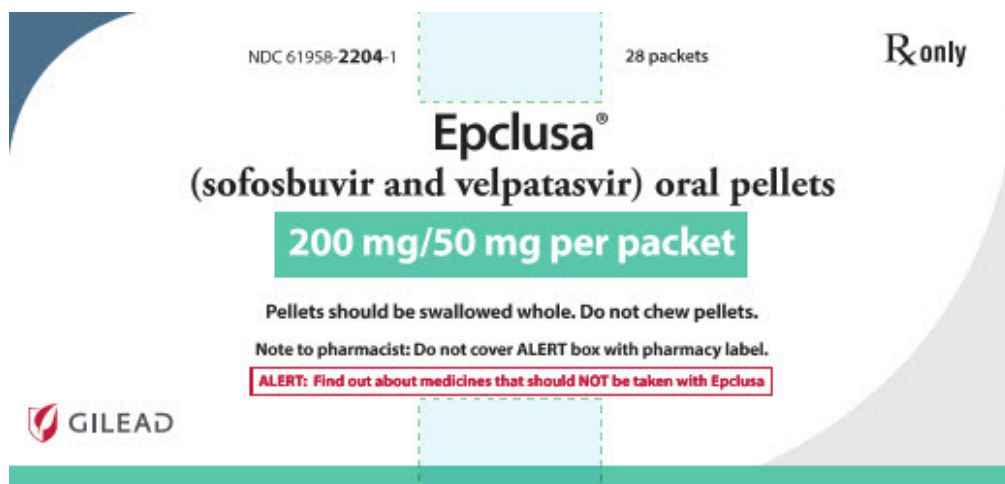 NDC 61958-2204-1
28 packets
Rx only
Epclusa®
(sofosbuvir and velpatasvir) oral pellets
200 mg/50 mg per packet
Pellets should be swallowed whole. Do not chew pellets.
Note to pharmacist: Do not cover ALERT box with pharmacy label.
ALERT: Find out about medicines that should NOT be taken with Epclusa
GILEAD